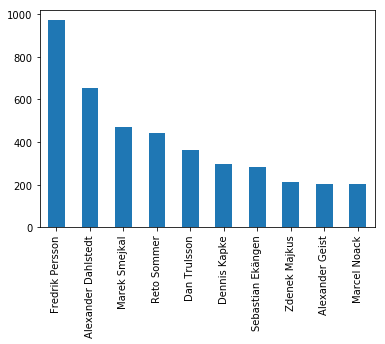 1000
800
600
400
200
0
Fredrik Persson
Alexander Dahlstedt
Marek Smejkal
Reto Sommer
Dan Trulsson
Dennis Kapke
Sebastian Ekängen
Zdenek Majkus
Alexander Geist
Marcel Noack